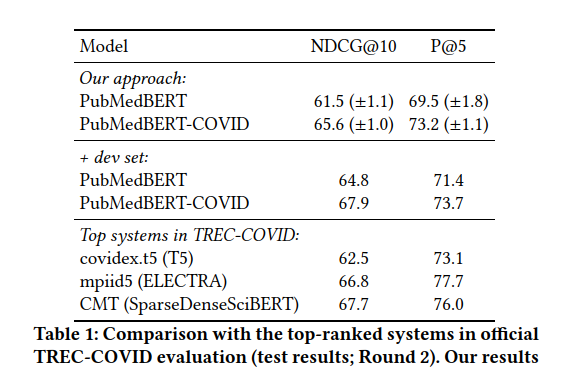 Model NDCG@10 P@5
Our approach:
PubMedBERT 61.5 (±1.1) 69.5 (±1.8)
PubMedBERT-COVID 65.6 (±1.0) 73.2 (±1.1)
+ dev set:
PubMedBERT 64.8 71.4
PubMedBERT-COVID 67.9 73.7
Top systems in TREC-COVID:
covidex.t5 (T5) 62.5 73.1
mpiid5 (ELECTRA) 66.8 77.7
CMT (SparseDenseSciBERT) 67.7 76.0
Table 1: Comparison with the top-ranked systems in official
TREC-COVID evaluation (test results; Round 2). Our results